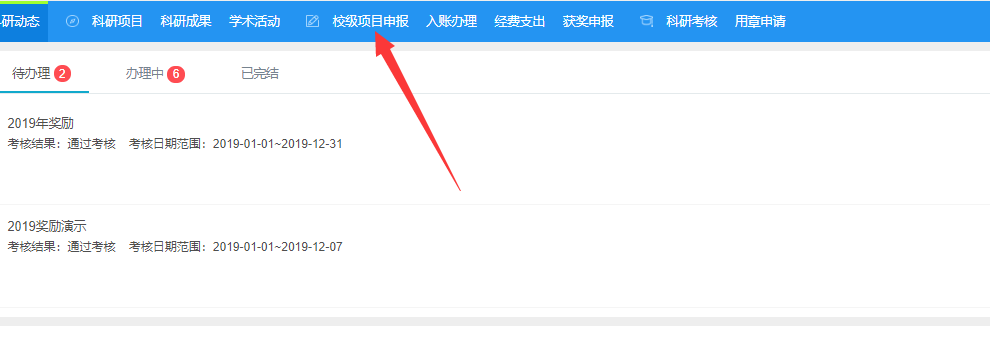 研动态 科研项目 科研成果 学术活动 校级项目申报 入账办理 经费支出 获奖申报 科研考核 用章申请
待办理 2 办理中 6 已完结
2019年奖励
考核结果：通过考核 考核日期范围：2019-01-01~2019-12-31
2019奖励演示
考核结果：通过考核 考核日期范围：2019-01-01~2019-12-07